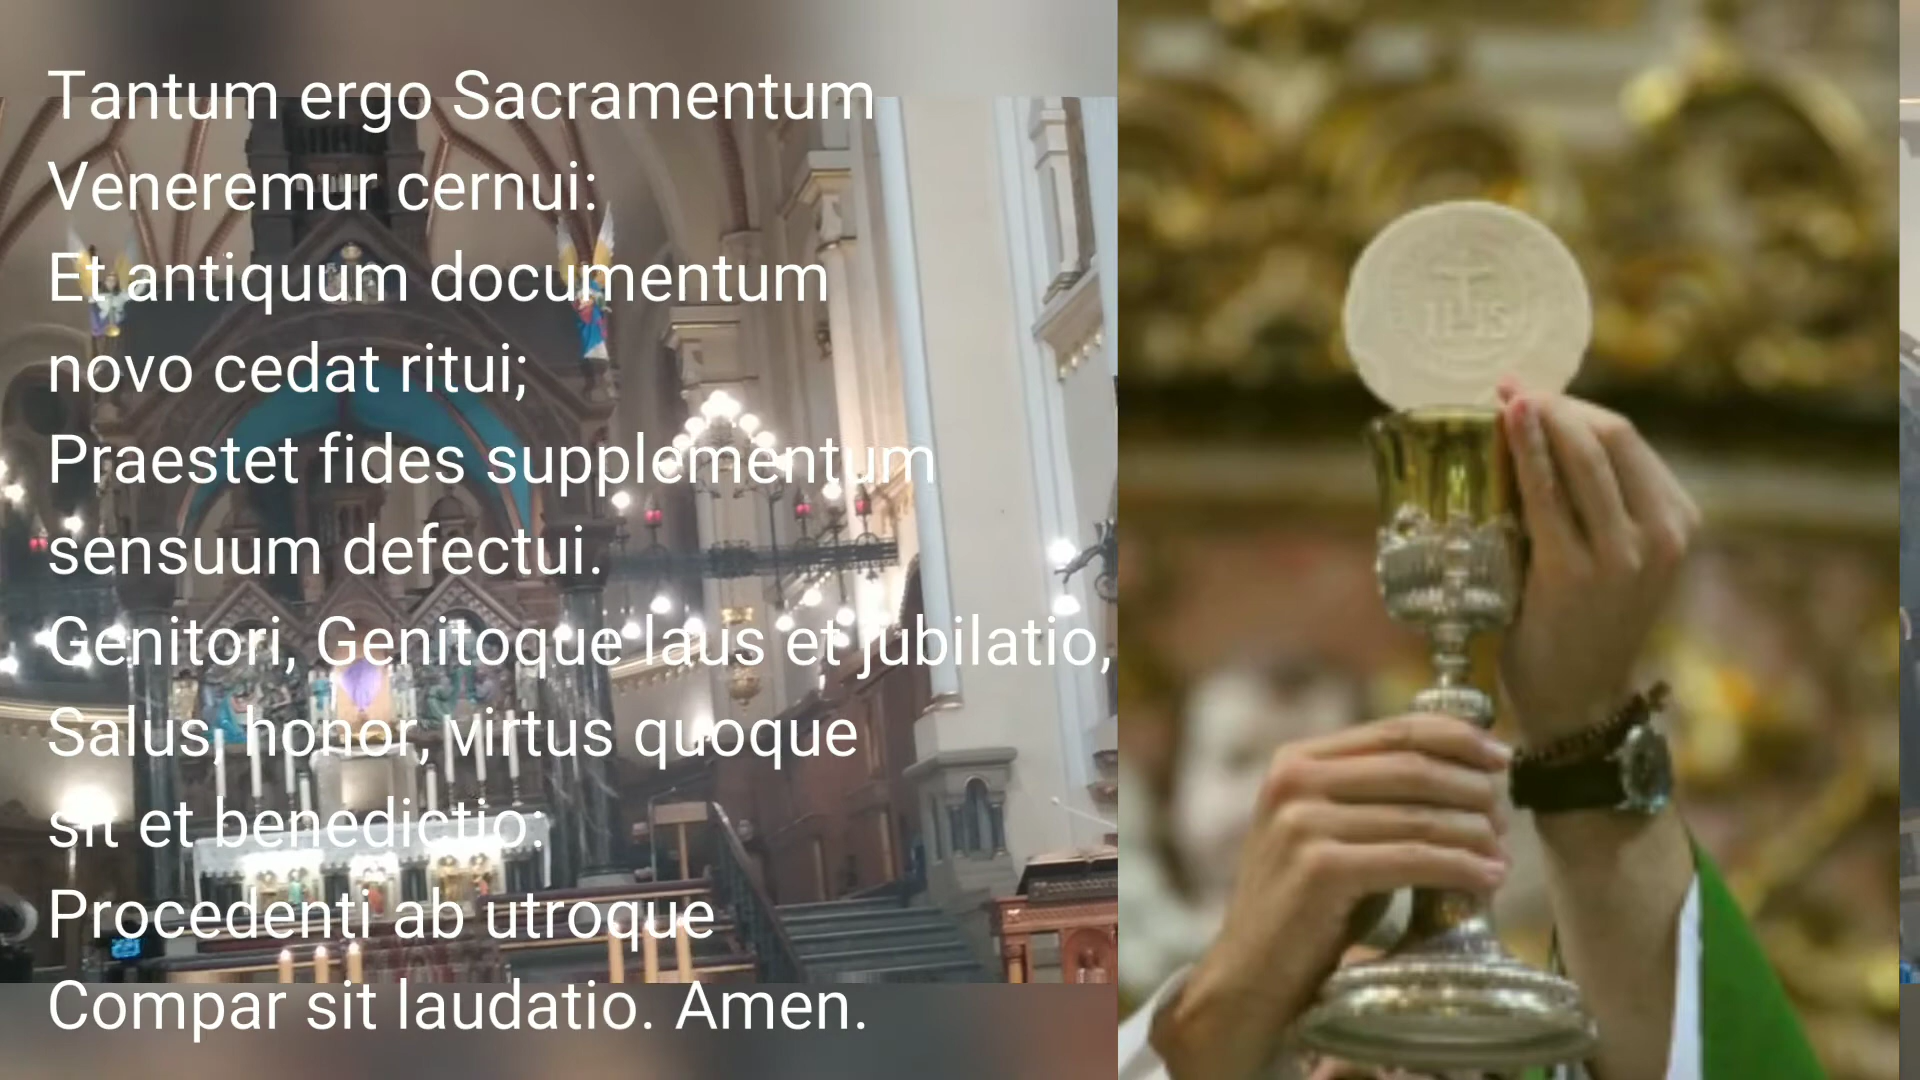 Tantum ergo Sacramentum
Veneremur cernui:
Et antiquum documentum
novo cedat ritui;
Praestet fides supplementum
sensuum defectui.
Genitori, Genitoque laus et jubilatio,
Salus, honor, virtus quoque
sit et benedictio:
Procedenti ab utroque
Compar sit laudatio. Amen.
IHS